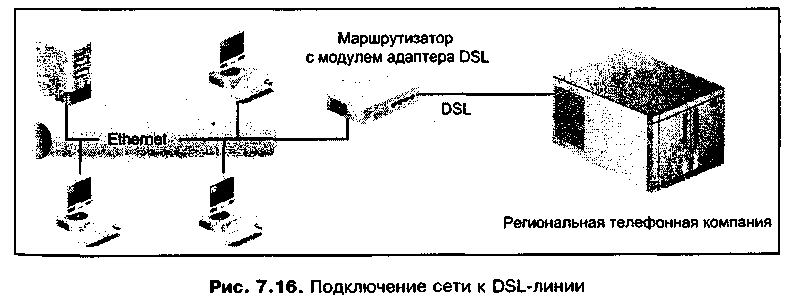 Маршрутизатор
с модулем адаптера DSL
Ethernet
DSL
Региональная телефонная компания
Рис. 7.16. Подключение сети к DSL-линии